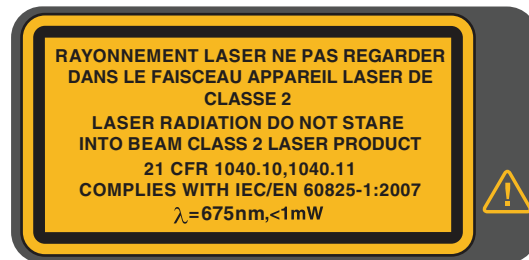 RAYONNEMENT LASER NE PAS REGARDER
DANS LE FAISCEAU APPAREIL LASER DE
CLASSE 2
LASER RADIATION DO NOT STARE
INTO BEAM CLASS 2 LASER PRODUCT
21 CFR 1040.10,1040.11
COMPLIES WITH IEC/EN 60825-1:2007
λ=675nm,<1mW
!